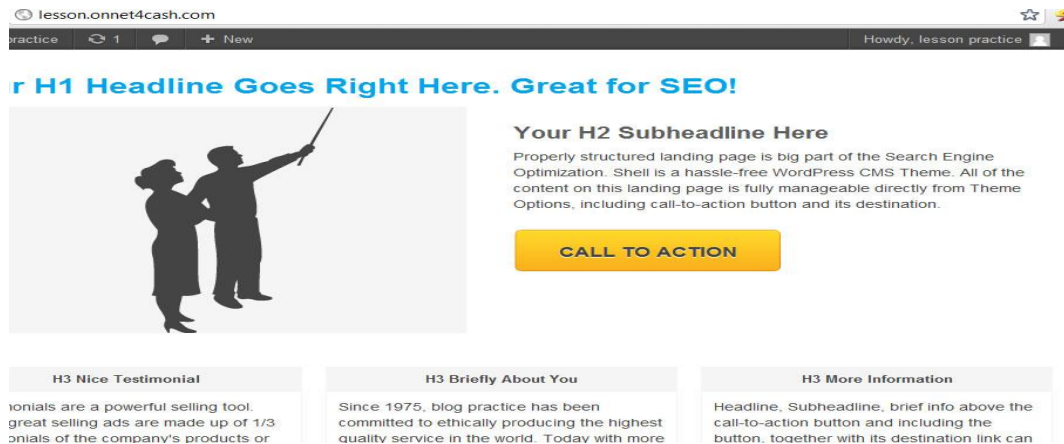 lesson.onnet4cash.com
ractice 1 + New Howdy, lesson practice
r H1 Headline Goes Right Here. Great for SEO!
Your H2 Subheadline Here
Properly structured landing page is big part of the Search Engine
Optimization. Shell is a hassle-free WordPress CMS Theme. All of the
content on this landing page is fully manageable directly from Theme
Options, including call-to-action button and its destination.
CALL TO ACTION
H3 Nice Testimonial
onials are a powerful selling tool.
great selling ads are made up of 1/3
onials of the company's products or
H3 Briefly About You
Since 1975, blog practice has been
committed to ethically producing the highest
quality service in the world. Today with more
H3 More Information
Headline, Subheadline, brief info above the
call-to-action button and including the
button, together with its destination link can